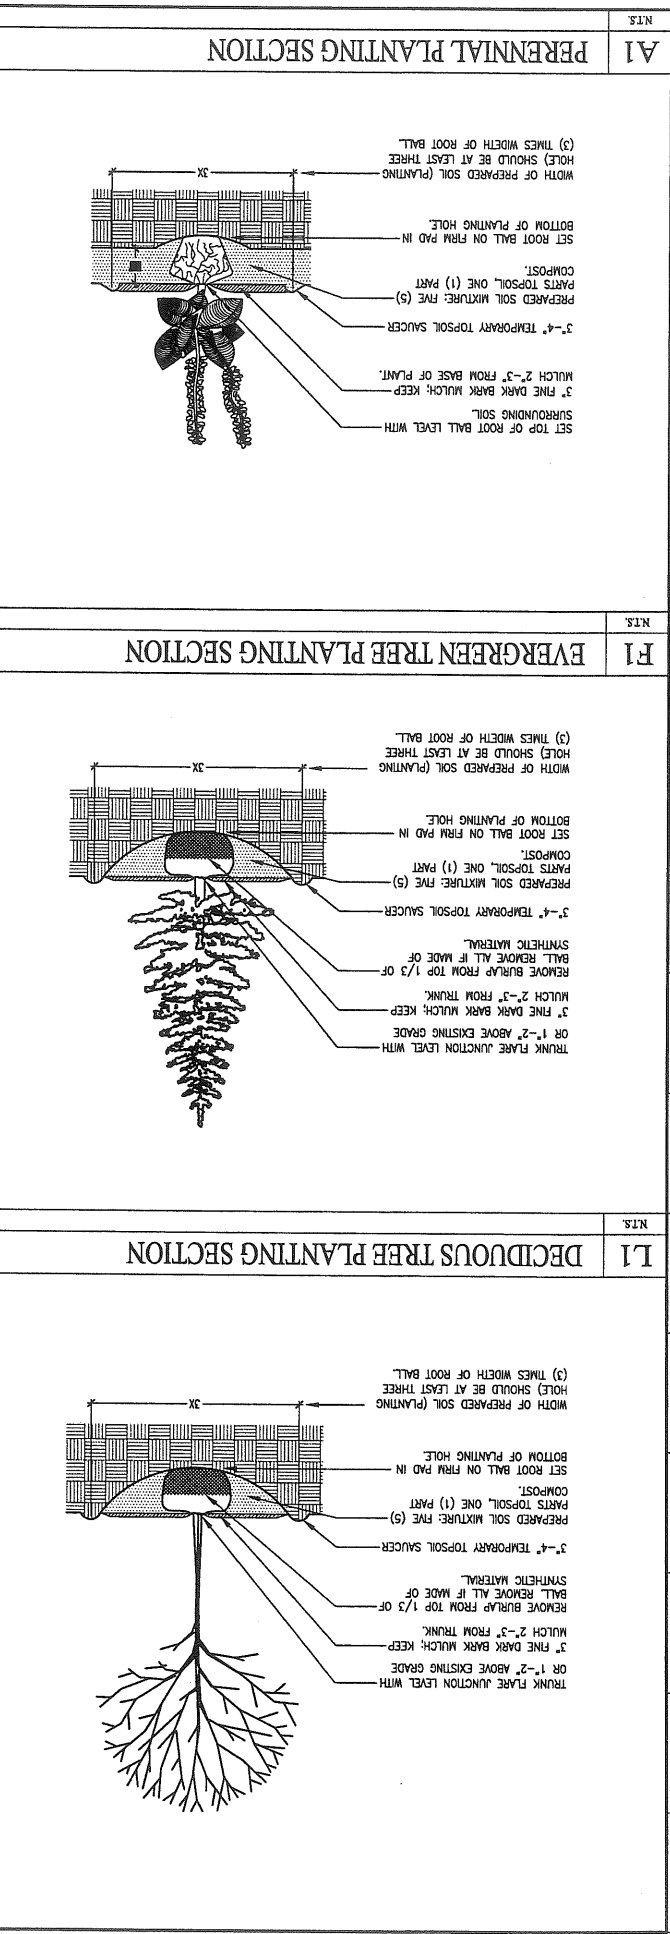 TRUNK FLARE JUNCTION LEVEL WITH
OR 1"-2" ABOVE EXISTING GRADE
3" FINE DARK BARK MULCH; KEEP
MULCH 2"-3" FROM TRUNK.
REMOVE BURLAP FROM TOP 1/3 OF
BALL. REMOVE ALL IF MADE OF
SYNTHETIC MATERIAL.
3"-4" TEMPORARY TOPSOIL SAUCER
PREPARED SOIL MIXTURE: FIVE (5)
PARTS TOPSOIL, ONE (1) PART
COMPOST.
SET ROOT BALL ON FIRM PAD IN
BOTTOM OF PLANTING HOLE.
WIDTH OF PREPARED SOIL (PLANTING
HOLE) SHOULD BE AT LEAST THREE
(3) TIMES WIDETH OF ROOT BALL.
3X
L1 DECIDUOUS TREE PLANTING SECTION
N.T.S.
TRUNK FLARE JUNCTION LEVEL WITH
OR 1"-2" ABOVE EXISTING GRADE
3" FINE DARK BARK MULCH; KEEP
MULCH 2"-3" FROM TRUNK.
REMOVE BURLAP FROM TOP 1/3 OF
BALL. REMOVE ALL IF MADE OF
SYNTHETIC MATERIAL.
3"-4" TEMPORARY TOPSOIL SAUCER
PREPARED SOIL MIXTURE: FIVE (5)
PARTS TOPSOIL, ONE (1) PART
COMPOST.
SET ROOT BALL ON FIRM PAD IN
BOTTOM OF PLANTING HOLE.
WIDTH OF PREPARED SOIL (PLANTING
HOLE) SHOULD BE AT LEAST THREE
(3) TIMES WIDETH OF ROOT BALL.
3X
F1 EVERGREEN TREE PLANTING SECTION
N.T.S.
SET TOP OF ROOT BALL LEVEL WITH
SURROUNDING SOIL
3" FINE DARK BARK MULCH; KEEP
MULCH 2"-3" FROM BASE OF PLANT.
3"-4" TEMPORARY TOPSOIL SAUCER
PREPARED SOIL MIXTURE: FIVE (5)
PARTS TOPSOIL, ONE (1) PART
COMPOST.
SET ROOT BALL ON FIRM PAD IN
BOTTOM OF PLANTING HOLE.
WIDTH OF PREPARED SOIL (PLANTING
HOLE) SHOULD BE AT LEAST THREE
(3) TIMES WIDETH OF ROOT BALL.
3X
A1 PERENNIAL PLANTING SECTION
N.T.S.